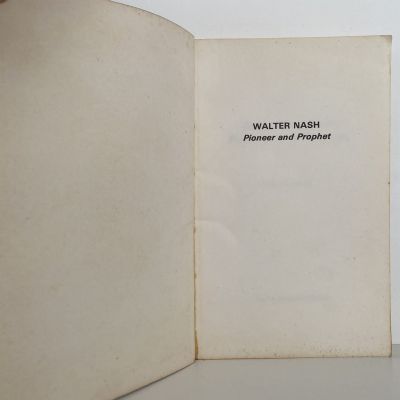 WALTER NASH
Pioneer and Prophet